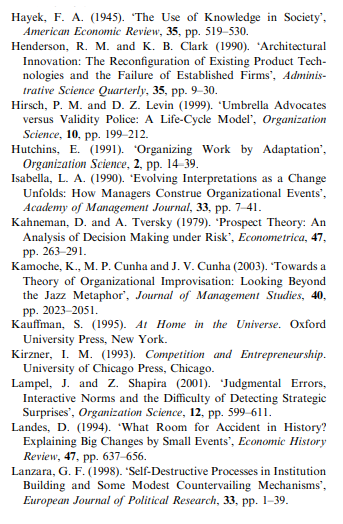 Hayek, F. A. (1945). ‘The Use of Knowledge in Society’,
American Economic Review, 35, pp. 519–530.
Henderson, R. M. and K. B. Clark (1990). ‘Architectural
Innovation: The Reconfiguration of Existing Product Tech-
nologies and the Failure of Established Firms’, Adminis-
trative Science Quarterly, 35, pp. 9–30.
Hirsch, P. M. and D. Z. Levin (1999). ‘Umbrella Advocates
versus Validity Police: A Life-Cycle Model’, Organization
Science, 10, pp. 199–212.
Hutchins, E. (1991). ‘Organizing Work by Adaptation’,
Organization Science, 2, pp. 14–39.
Isabella, L. A. (1990). ‘Evolving Interpretations as a Change
Unfolds: How Managers Construe Organizational Events’,
Academy of Management Journal, 33, pp. 7–41.
Kahneman, D. and A. Tversky (1979). ‘Prospect Theory: An
Analysis of Decision Making under Risk’, Econometrica, 47,
pp. 263–291.
Kamoche, K., M. P. Cunha and J. V. Cunha (2003). ‘Towards a
Theory of Organizational Improvisation: Looking Beyond
the Jazz Metaphor’, Journal of Management Studies, 40,
pp. 2023–2051.
Kauffman, S. (1995). At Home in the Universe. Oxford
University Press, New York.
Kirzner, I. M. (1993). Competition and Entrepreneurship.
University of Chicago Press, Chicago.
Lampel, J. and Z. Shapira (2001). ‘Judgmental Errors,
Interactive Norms and the Difficulty of Detecting Strategic
Surprises’, Organization Science, 12, pp. 599–611.
Landes, D. (1994). ‘What Room for Accident in History?
Explaining Big Changes by Small Events’, Economic History
Review, 47, pp. 637–656.
Lanzara, G. F. (1998). ‘Self-Destructive Processes in Institution
Building and Some Modest Countervailing Mechanisms’,
European Journal of Political Research, 33, pp. 1–39.